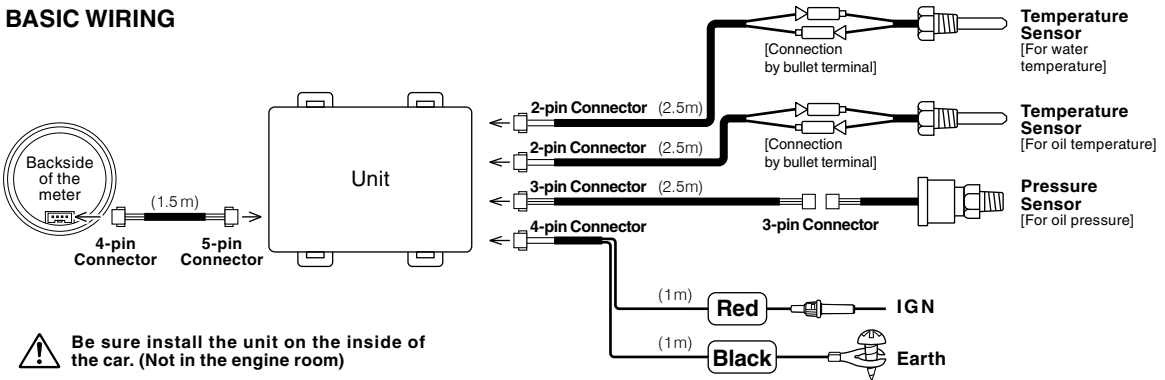 BASIC WIRING
Backside
of the
meter
(1.5 m)
4-pin
Connector
5-pin
Connector
Unit
2-pin Connector (2.5m)
[Connection
by bullet terminal]
Temperature
Sensor
[For water
temperature]
2-pin Connector (2.5m)
[Connection
by bullet terminal]
Temperature
Sensor
[For oil temperature]
3-pin Connector (2.5m)
3-pin Connector
Pressure
Sensor
[For oil pressure]
4-pin Connector
(1m) Red IGN
(1m) Black Earth
Be sure install the unit on the inside of
the car. (Not in the engine room)